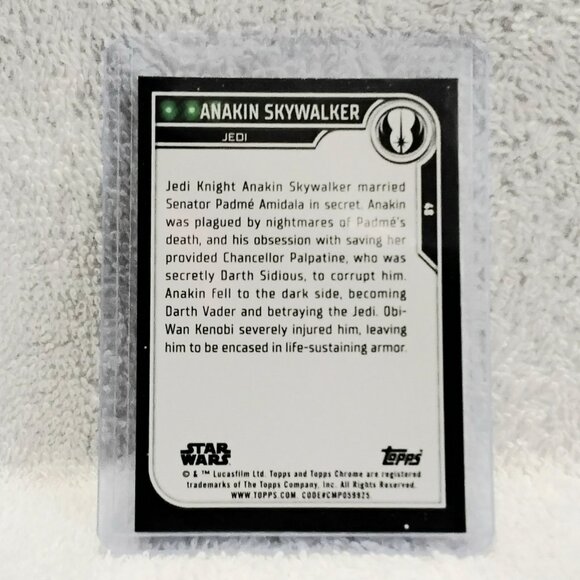 ANAKIN SKYWALKER
JEDI
48
Jedi Knight Anakin Skywalker married
Senator Padmé Amidala in secret. Anakin
was plagued by nightmares of Padmé's
death, and his obsession with saving her
provided Chancellor Palpatine, who was
secretly Darth Sidious, to corrupt him.
Anakin fell to the dark side, becoming
Darth Vader and betraying the Jedi. Obi-
Wan Kenobi severely injured him, leaving
him to be encased in life-sustaining armor.
STAR
WARS
Topps
© & ™ Lucasfilm Ltd. Topps and Topps Chrome are registered
trademarks of The Topps Company, Inc. All Rights Reserved.
WWW.TOPPS.COM. CODE#CMP059825.